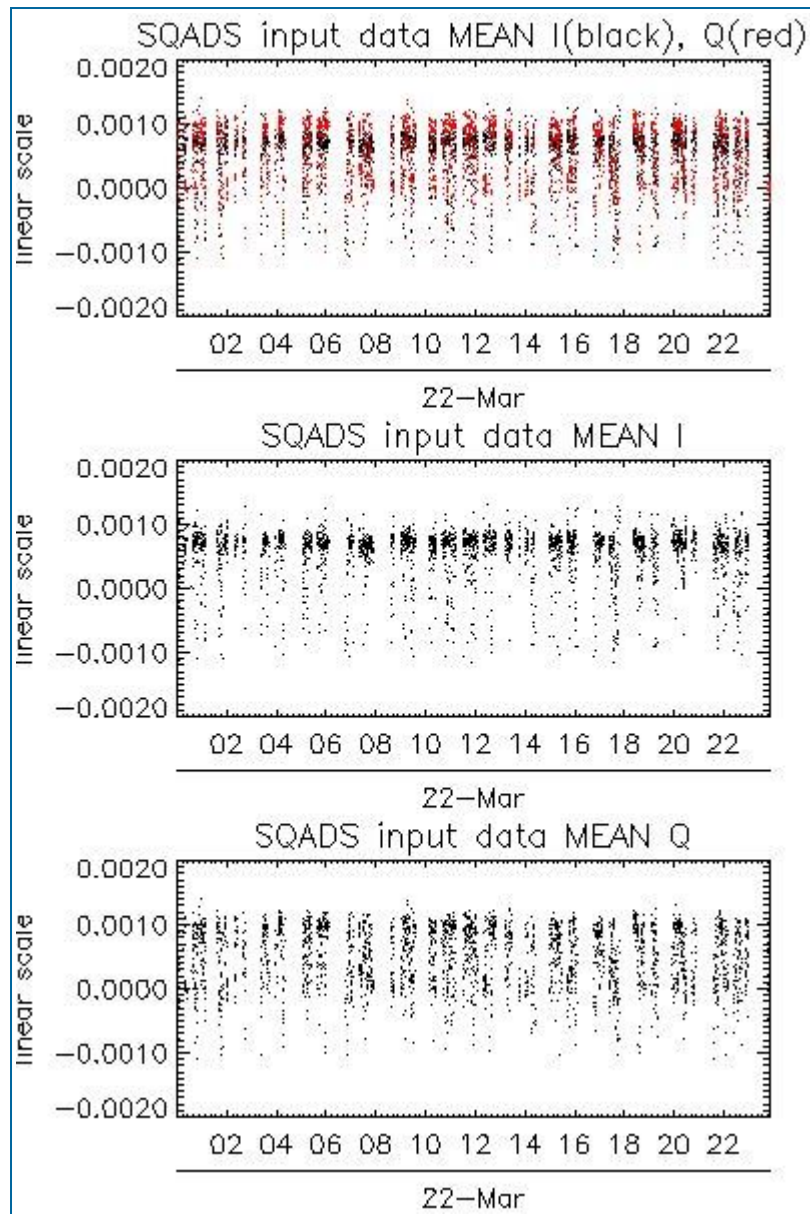 SQADS input data MEAN I(black), Q(red)
0.0020
0.0010
0.0000
−0.0010
−0.0020
linear scale
02 04 06 08 10 12 14 16 18 20 22
22−Mar
SQADS input data MEAN I
0.0020
0.0010
0.0000
−0.0010
−0.0020
linear scale
02 04 06 08 10 12 14 16 18 20 22
22−Mar
SQADS input data MEAN Q
0.0020
0.0010
0.0000
−0.0010
−0.0020
linear scale
02 04 06 08 10 12 14 16 18 20 22
22−Mar